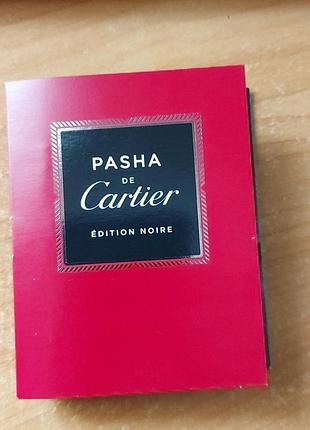 PASHA
DE
Cartier
ÉDITION NOIRE